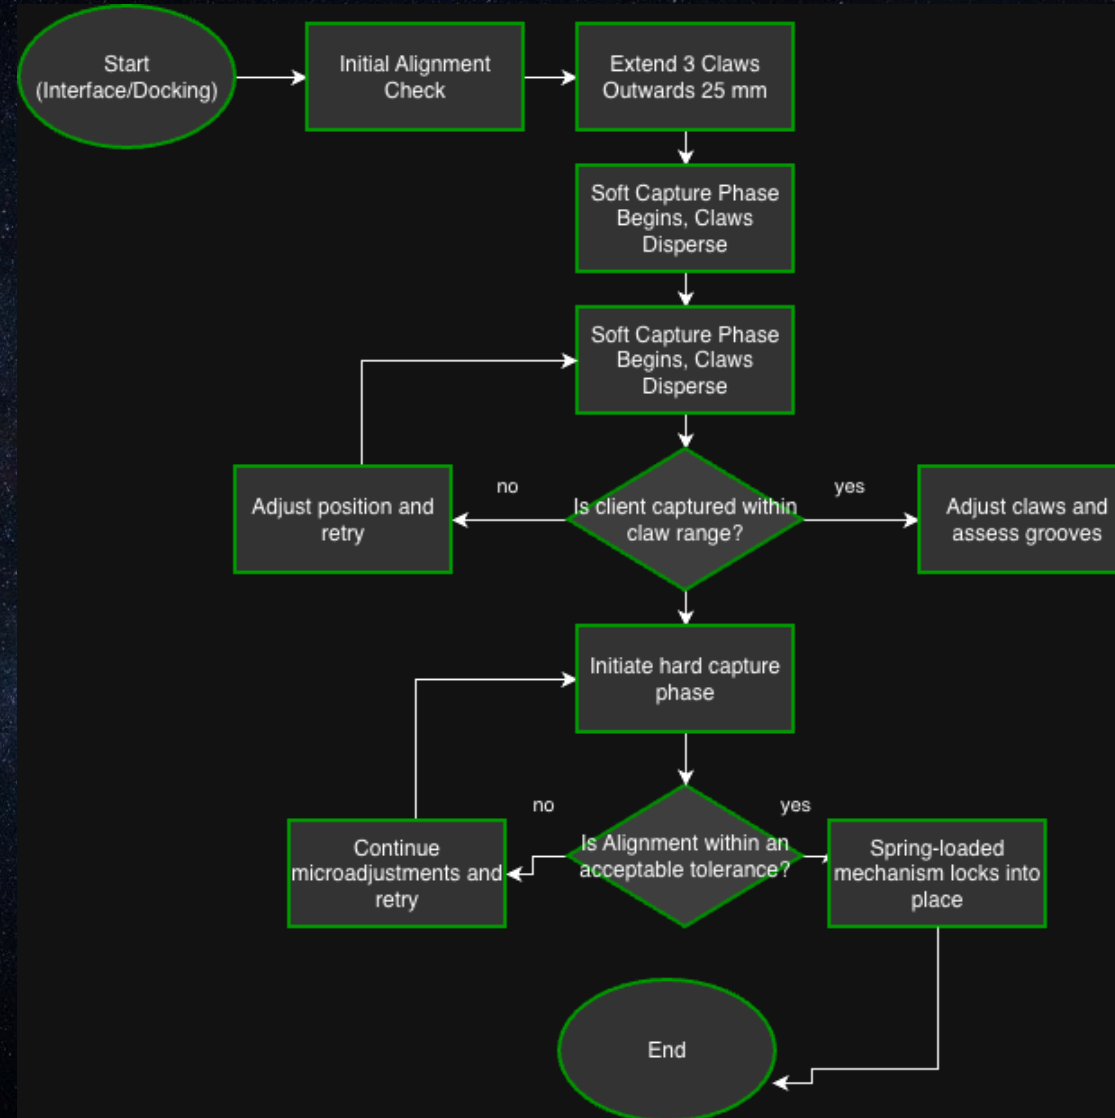 Start
(Interface/Docking)
Initial Alignment
Check
Extend 3 Claws
Outwards 25 mm
Soft Capture Phase
Begins, Claws
Disperse
Soft Capture Phase
Begins, Claws
Disperse
Adjust position and
retry
no
Is client captured within
claw range?
yes
Adjust claws and
assess grooves
Initiate hard capture
phase
no
yes
Continue
microadjustments and
retry
Is Alignment within an
acceptable tolerance?
Spring-loaded
mechanism locks into
place
End